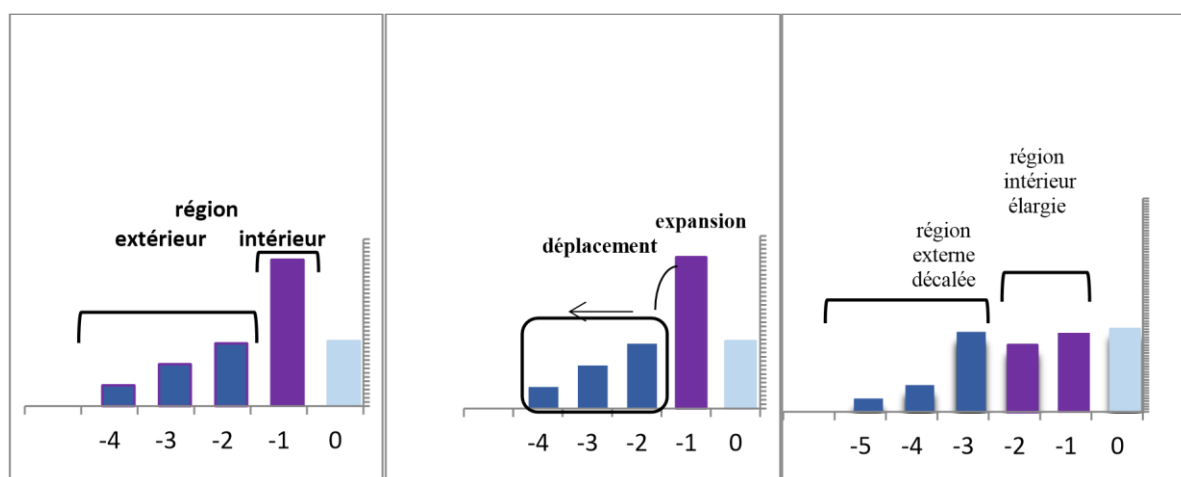 région
extérieur intérieur
-4 -3 -2 -1 0
expansion
déplacement
-4 -3 -2 -1 0
région
intérieur
élargie
région
externe
décalée
-5 -4 -3 -2 -1 0